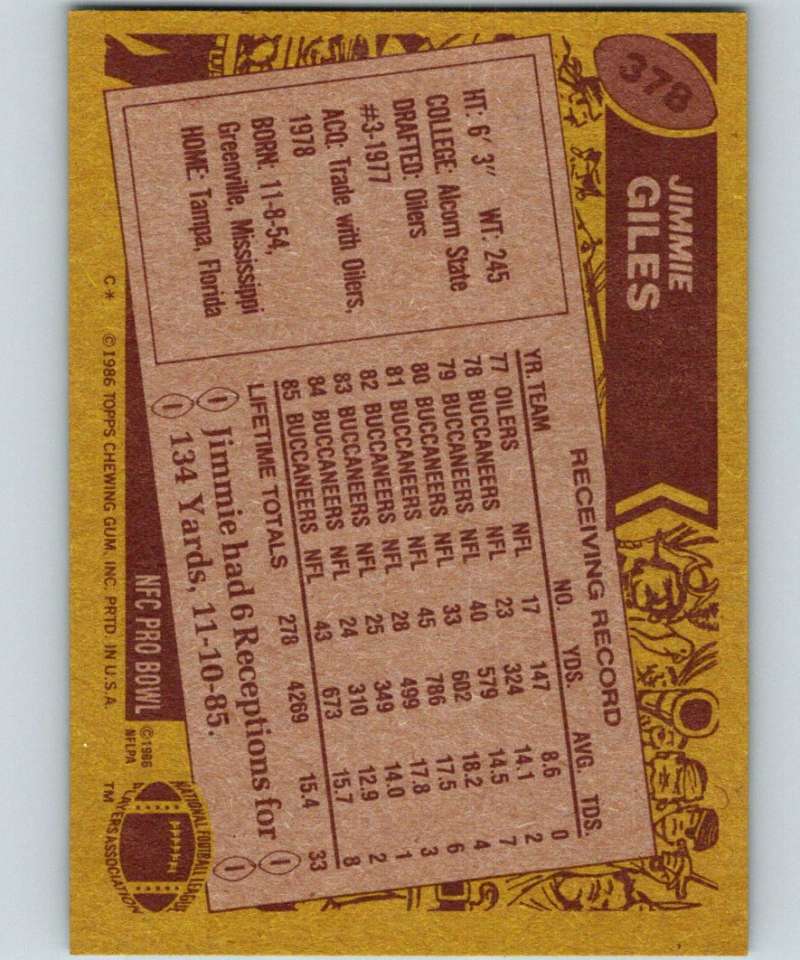 378
JIMMIE
GILES
HT: 6' 3" WT: 245
COLLEGE: Alcorn State
DRAFTED: Oilers
#3-1977
ACQ: Trade with Oilers,
1978
BORN: 11-8-54,
Greenville, Mississippi
HOME: Tampa, Florida
RECEIVING RECORD
YR. TEAM NO. YDS. AVG. TDS.
77 OILERS NFL 17 147 8.6 0
78 BUCCANEERS NFL 23 324 14.1 2
79 BUCCANEERS NFL 40 579 14.5 7
80 BUCCANEERS NFL 33 602 18.2 4
81 BUCCANEERS NFL 45 786 17.5 6
82 BUCCANEERS NFL 28 499 17.8 3
83 BUCCANEERS NFL 25 349 14.0 1
84 BUCCANEERS NFL 24 310 12.9 2
85 BUCCANEERS NFL 43 673 15.7 8
LIFETIME TOTALS 278 4269 15.4 33
Jimmie had 6 Receptions for
134 Yards, 11-10-85.
NFC PRO BOWL
© 1986
NFLPA
NATIONAL FOOTBALL LEAGUE
PLAYERS ASSOCIATION
TM
C* © 1986 TOPPS CHEWING GUM, INC. PRTD. IN U.S.A.